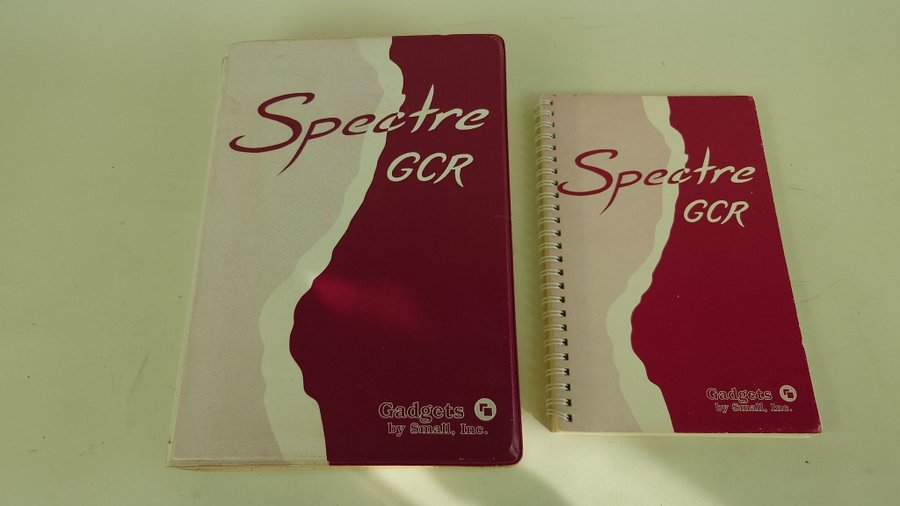 Spectre
GCR
Gadgets
by Small, Inc.
Spectre
GCR
Gadgets
by Small, Inc.